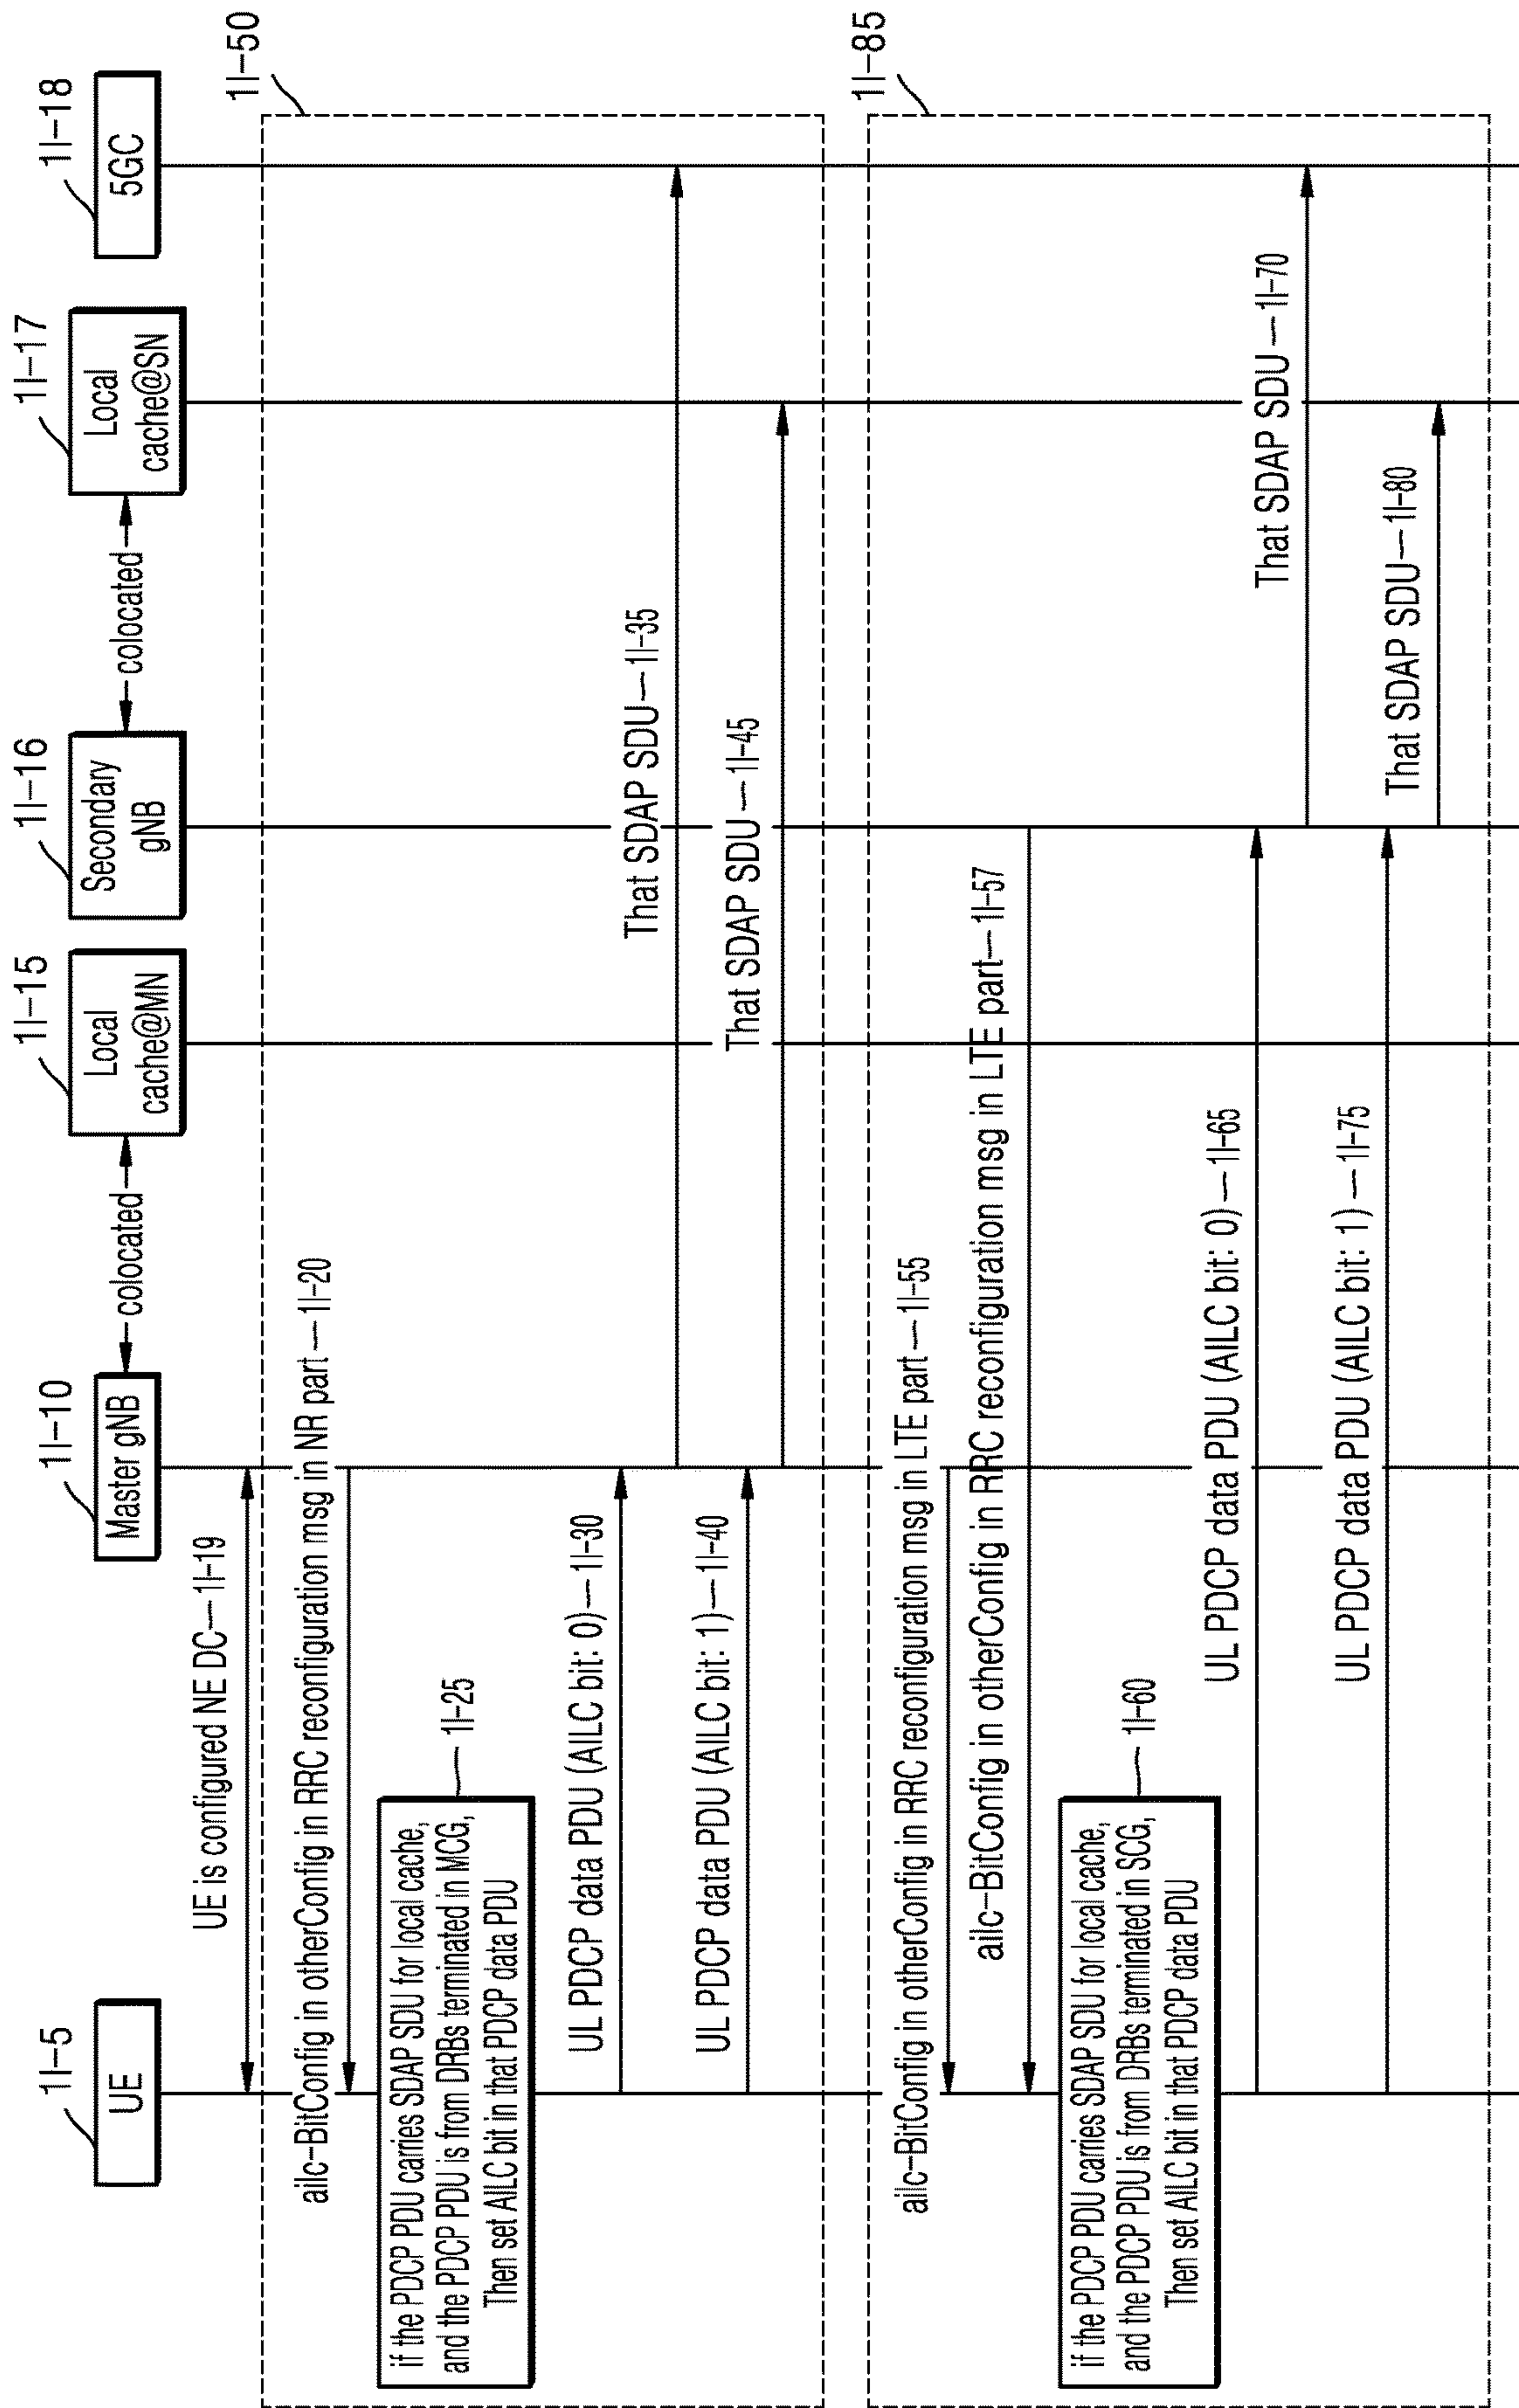 1l-5
UE
1l-10
Master gNB
colocated
1l-15
Local
cache@MN
1l-16
Secondary
gNB
colocated
1l-17
Local
cache@SN
1l-18
5GC
UE is configured NE DC 1l-19
1l-50
ailc-BitConfig in otherConfig in RRC reconfiguration msg in NR part 1l-20
if the PDCP PDU carries SDAP SDU for local cache,
and the PDCP PDU is from DRBs terminated in MCG,
Then set AILC bit in that PDCP data PDU
1l-25
UL PDCP data PDU (AILC bit: 0) 1l-30
That SDAP SDU 1l-35
UL PDCP data PDU (AILC bit: 1) 1l-40
That SDAP SDU 1l-45
1l-85
ailc-BitConfig in otherConfig in RRC reconfiguration msg in LTE part 1l-55
ailc-BitConfig in otherConfig in RRC reconfiguration msg in LTE part 1l-57
if the PDCP PDU carries SDAP SDU for local cache,
and the PDCP PDU is from DRBs terminated in SCG,
Then set AILC bit in that PDCP data PDU
1l-60
UL PDCP data PDU (AILC bit: 0) 1l-65
That SDAP SDU 1l-70
UL PDCP data PDU (AILC bit: 1) 1l-75
That SDAP SDU 1l-80